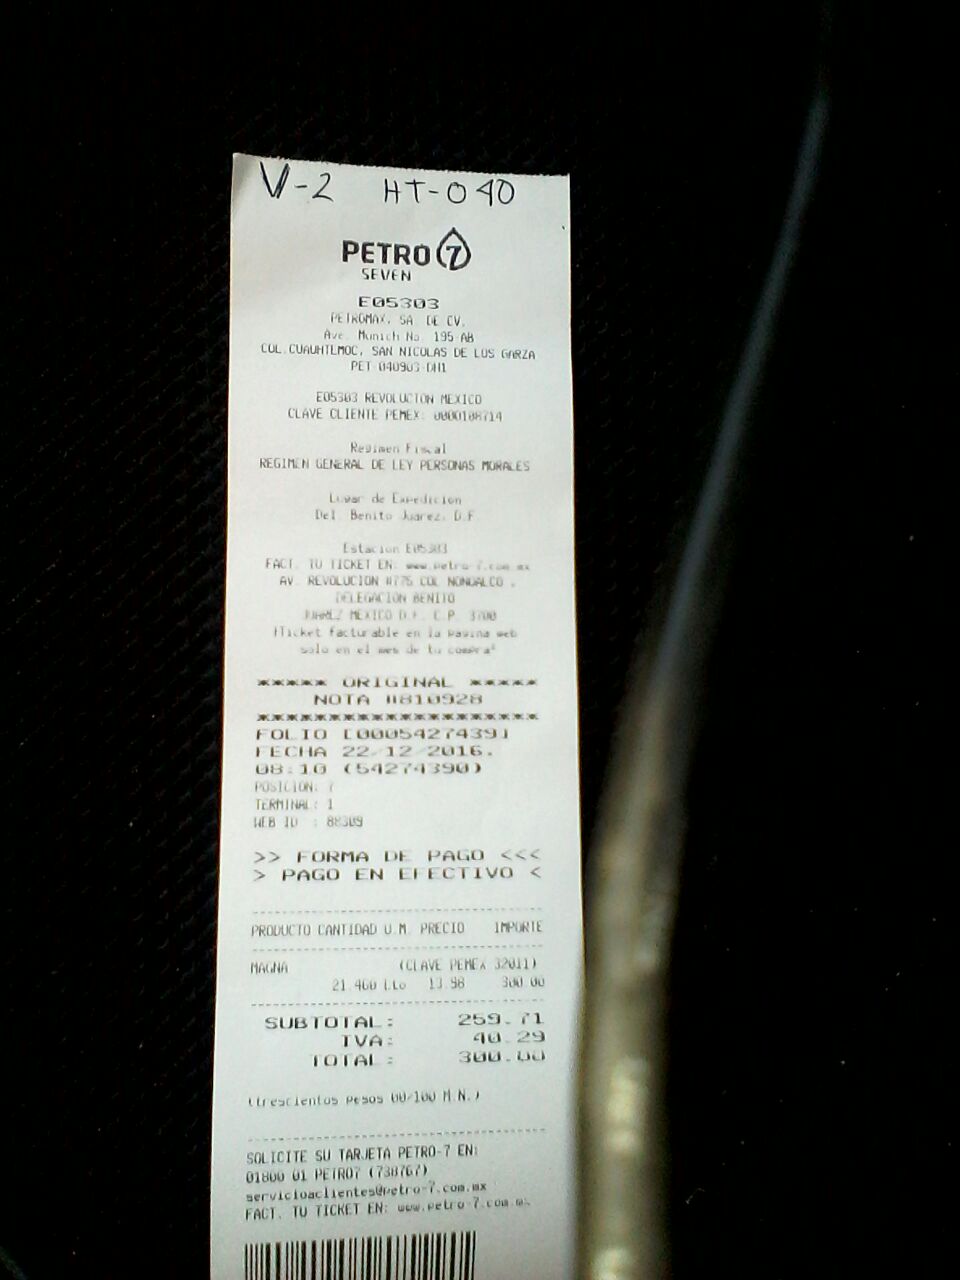 V-2 HT-040
PETRO 7
SEVEN
E05303
PETROMAX, SA DE CV.
Ave. Munich No. 195 AB
COL.CUAUHTEMOC, SAN NICOLAS DE LOS GARZA
PET 040903 DH1
E05303 REVOLUCION MEXICO
CLAVE CLIENTE PEMEX: 0000108714
Regimen Fiscal
REGIMEN GENERAL DE LEY PERSONAS MORALES
Lugar de Expedicion
Del. Benito Juarez, D.F
Estacion E05303
FACT. TU TICKET EN: www.petro-7.com.mx
AV. REVOLUCION #775 COL NONOALCO ,
DELEGACION BENITO
JUAREZ MEXICO D.F. C.P. 3700
!Ticket facturable en la pagina web
solo en el mes de tu compra!
***** ORIGINAL *****
NOTA #810928
********************
FOLIO [0005427439]
FECHA 22/12/2016.
08:10 (54274390)
POSICION: 7
TERMINAL: 1
WEB ID : 88309
>> FORMA DE PAGO <<<
> PAGO EN EFECTIVO <
PRODUCTO CANTIDAD U.M. PRECIO IMPORTE
MAGNA (CLAVE PEMEX 32011)
21.460 Lto 13.98 300.00
SUBTOTAL: 259.71
IVA: 40.29
TOTAL: 300.00
(trescientos pesos 00/100 M.N.)
SOLICITE SU TARJETA PETRO-7 EN:
01800 01 PETRO7 (738767)
servicioaclientes@petro-7.com.mx
FACT. TU TICKET EN: www.petro-7.com.mx